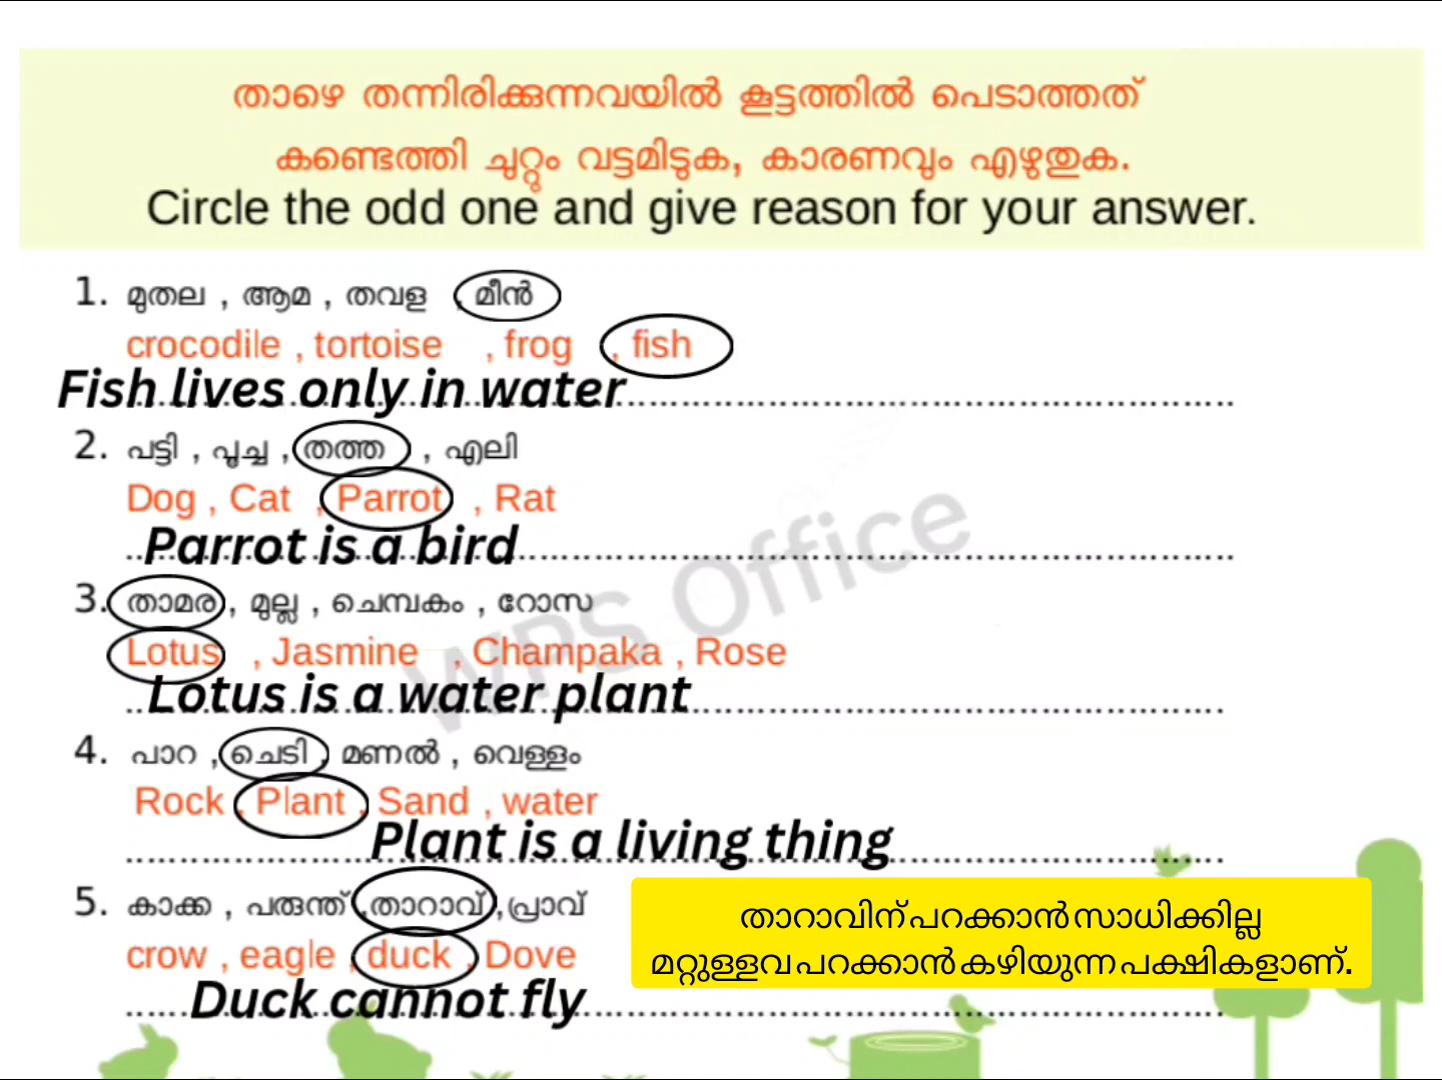 താഴെ തന്നിരിക്കുന്നവയിൽ കൂട്ടത്തിൽ പെടാത്തത്
കണ്ടെത്തി ചുറ്റും വട്ടമിടുക, കാരണവും എഴുതുക.
Circle the odd one and give reason for your answer.
1. മുതല , ആമ , തവള , മീൻ
crocodile , tortoise , frog , fish
Fish lives only in water
2. പട്ടി , പൂച്ച , തത്ത , എലി
Dog , Cat , Parrot , Rat
Parrot is a bird
3. താമര , മുല്ല , ചെമ്പകം , റോസ
Lotus , Jasmine , Champaka , Rose
Lotus is a water plant
4. പാറ , ചെടി , മണൽ , വെള്ളം
Rock , Plant , Sand , water
Plant is a living thing
5. കാക്ക , പരുന്ത് , താറാവ് , പ്രാവ്
crow , eagle , duck , Dove
Duck cannot fly
താറാവിന് പറക്കാൻ സാധിക്കില്ല
മറ്റുള്ളവ പറക്കാൻ കഴിയുന്ന പക്ഷികളാണ്.
WPS Office